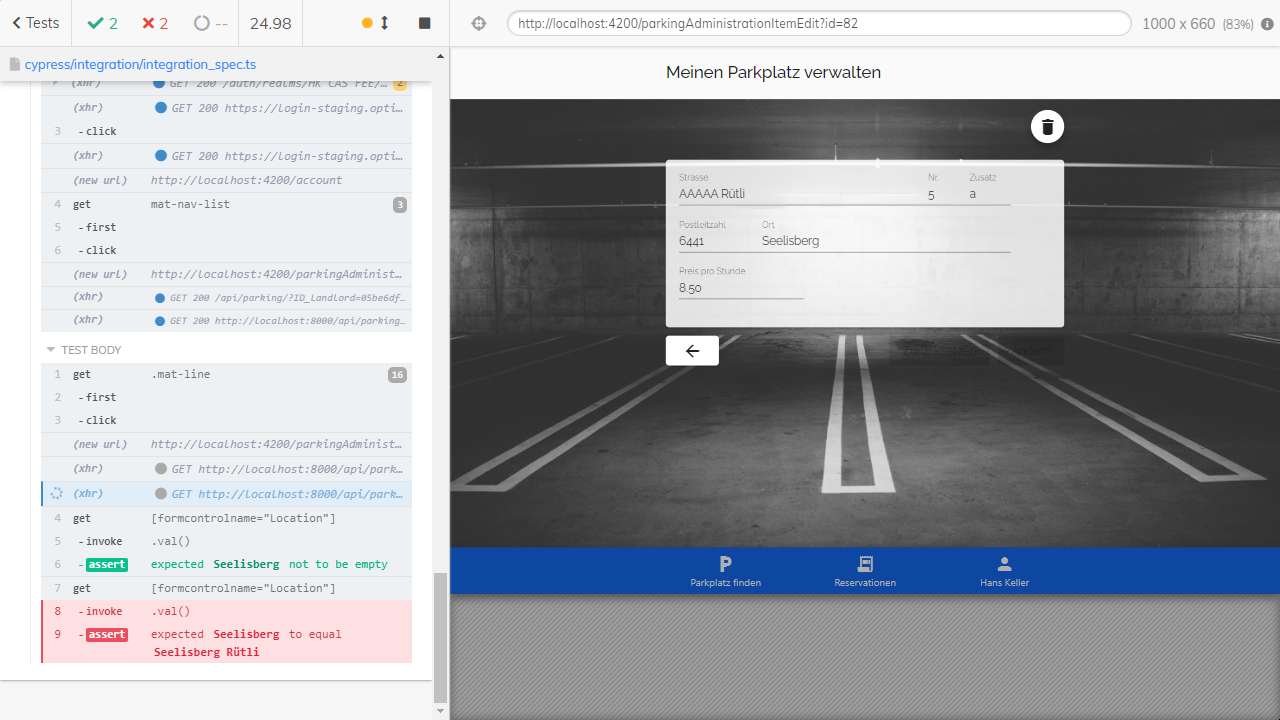 Tests
2
2
--
24.98
http://localhost:4200/parkingAdministrationItemEdit?id=82
1000 x 660 (83%)
cypress/integration/integration_spec.ts
(xhr) GET 200 /auth/realms/HK CAS FEE/... 2
(xhr) GET 200 https://login-staging.opti...
3 -click
(xhr) GET 200 https://login-staging.opti...
(new url) http://localhost:4200/account
4 get mat-nav-list 3
5 -first
6 -click
(new url) http://localhost:4200/parkingAdminist...
(xhr) GET 200 /api/parking/?ID_Landlord=05be6df...
(xhr) GET 200 http://localhost:8000/api/parking...
TEST BODY
1 get .mat-line 16
2 -first
3 -click
(new url) http://localhost:4200/parkingAdminist...
(xhr) GET http://localhost:8000/api/park...
(xhr) GET http://localhost:8000/api/park...
4 get [formcontrolname="Location"]
5 -invoke .val()
6 -assert expected Seelisberg not to be empty
7 get [formcontrolname="Location"]
8 -invoke .val()
9 -assert expected Seelisberg to equal
Seelisberg Rütli
Meinen Parkplatz verwalten
Strasse Nr. Zusatz
AAAAA Rütli 5 a
Postleitzahl Ort
6441 Seelisberg
Preis pro Stunde
8.50
Parkplatz finden
Reservationen
Hans Keller